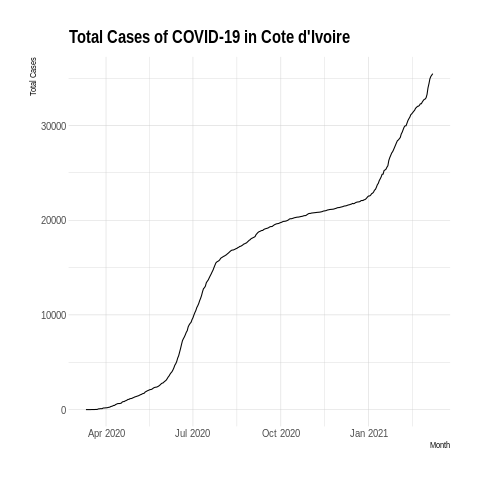 Total Cases of COVID-19 in Cote d'Ivoire
Total Cases
30000
20000
10000
0
Apr 2020 Jul 2020 Oct 2020 Jan 2021
Month